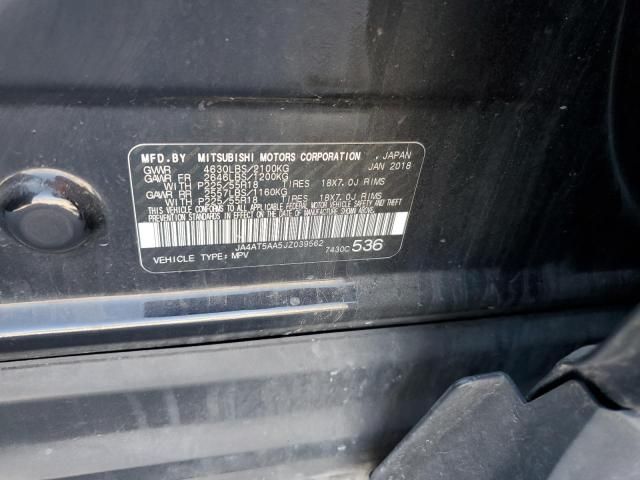 MFD.BY MITSUBISHI MOTORS CORPORATION , JAPAN
GVWR 4630LBS/2100KG JAN 2018
GAWR FR 2646LBS/1200KG
WITH P225/55R18 TIRES 18X7.0J RIMS
GAWR RR 2557LBS/1160KG
WITH P225/55R18 TIRES 18X7.0J RIMS
THIS VEHICLE CONFORMS TO ALL APPLICABLE
FEDERAL MOTOR VEHICLE SAFETY AND THEFT
PREVENTION STANDARDS IN EFFECT ON THE DATE OF
MANUFACTURE SHOWN ABOVE.
JA4AT5AA5JZ039562 7430C 536
VEHICLE TYPE: MPV